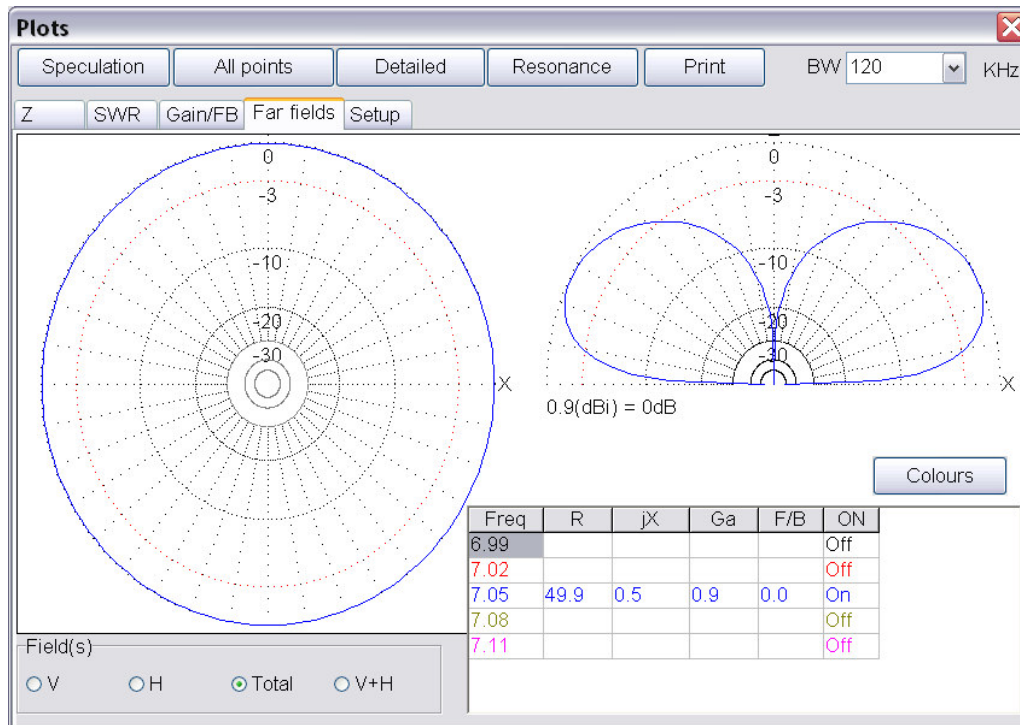 Plots
Speculation All points Detailed Resonance Print BW 120 KHz
Z SWR Gain/FB Far fields Setup
0
-3
-10
-20
-30
X
0
-3
-10
-20
-30
X
0.9(dBi) = 0dB
Colours
Freq R jX Ga F/B ON
6.99 Off
7.02 Off
7.05 49.9 0.5 0.9 0.0 On
7.08 Off
7.11 Off
Field(s)
V H Total V+H